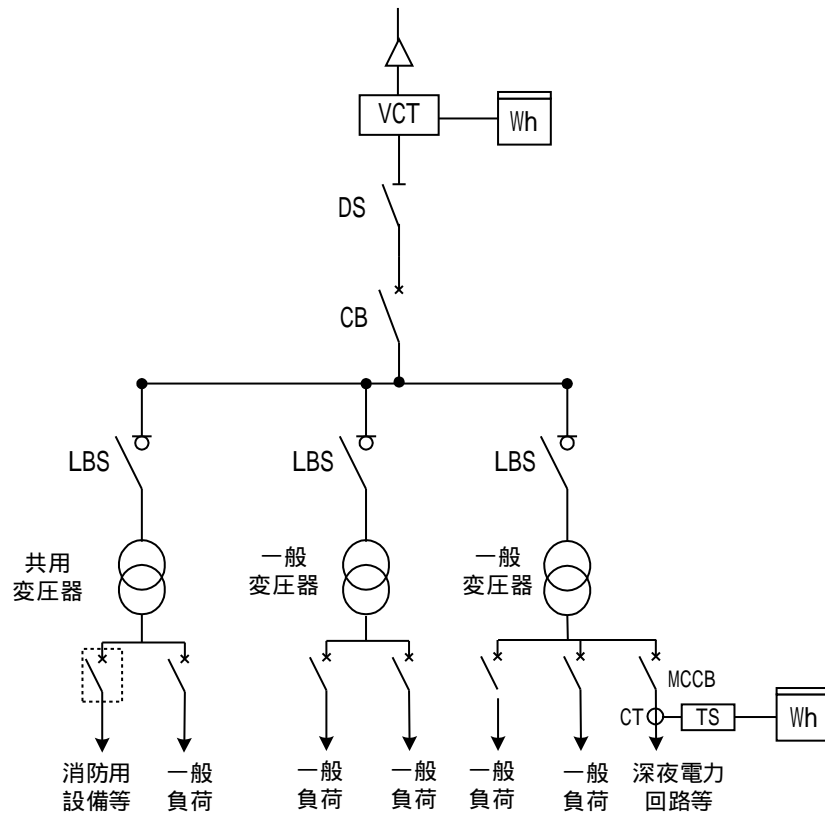 VCT
Wh
DS
CB
LBS
LBS
LBS
共用
変圧器
一般
変圧器
一般
変圧器
MCCB
CT
TS
Wh
消防用
設備等
一般
負荷
一般
負荷
一般
負荷
一般
負荷
一般
負荷
深夜電力
回路等